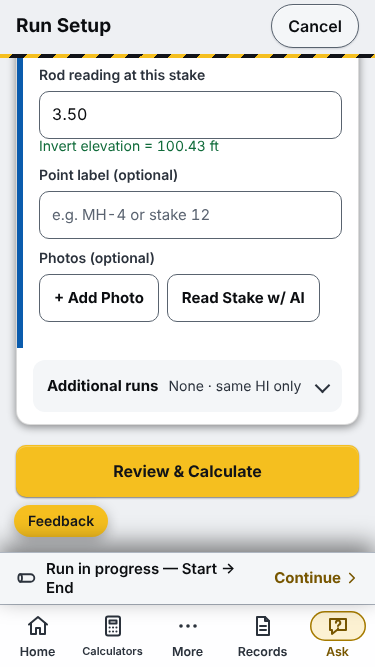 Run Setup
Cancel
Rod reading at this stake
3.50
Invert elevation = 100.43 ft
Point label (optional)
e.g. MH-4 or stake 12
Photos (optional)
+ Add Photo
Read Stake w/ AI
Additional runs None · same HI only
Review & Calculate
Feedback
Run in progress — Start →
End
Continue
Home
Calculators
More
Records
Ask